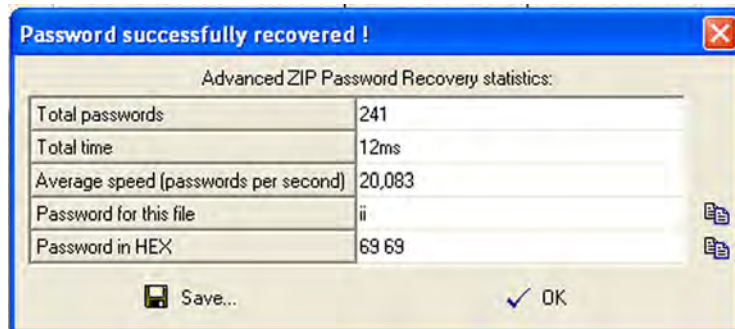 Password successfully recovered !
Advanced ZIP Password Recovery statistics:
Total passwords 241
Total time 12ms
Average speed (passwords per second) 20,083
Password for this file ii
Password in HEX 69 69
Save... OK